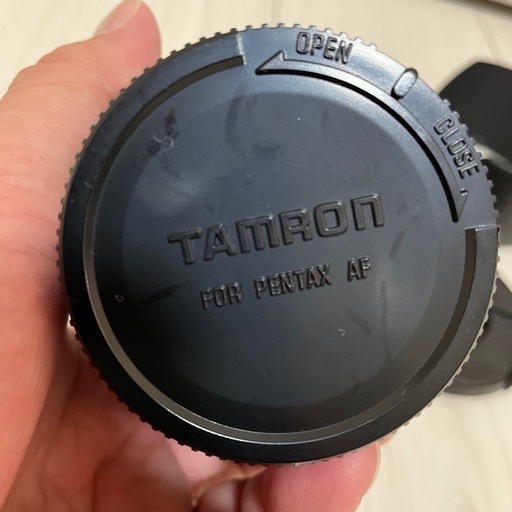 OPEN
CLOSE
TAMRON
FOR PENTAX AF